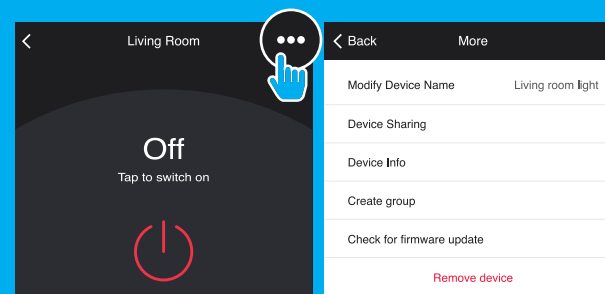 Living Room
Off
Tap to switch on
Back
More
Modify Device Name Living room light
Device Sharing
Device Info
Create group
Check for firmware update
Remove device